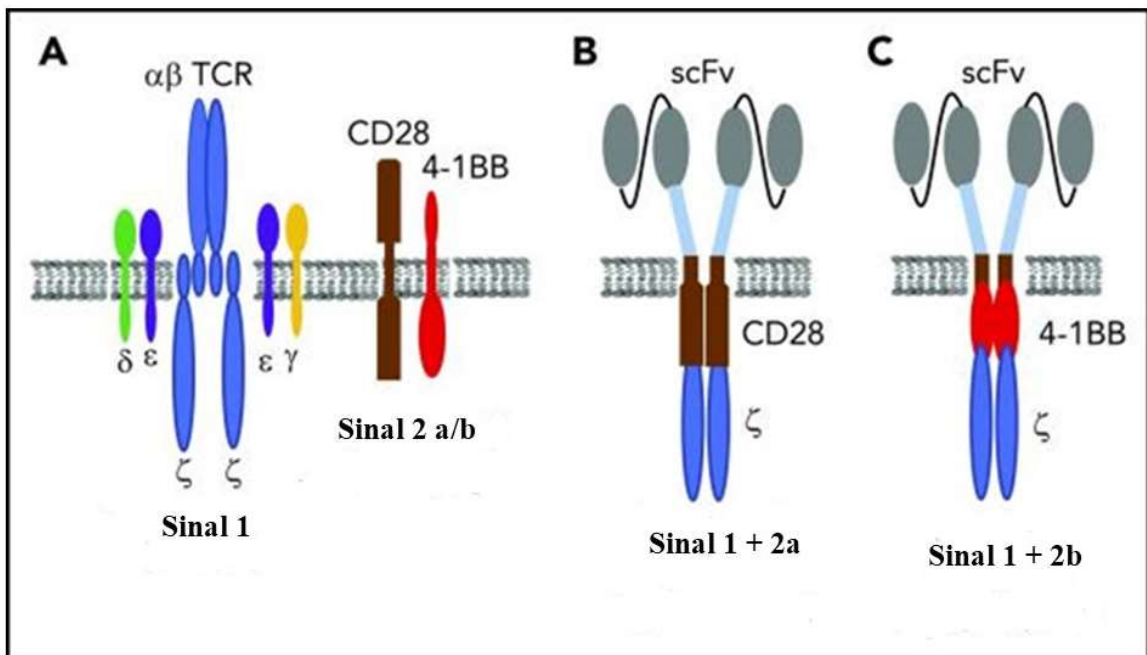 A
αβ TCR
CD28
4-1BB
δ ε
ε γ
ζ ζ
Sinal 1
Sinal 2 a/b
B
scFv
CD28
ζ
Sinal 1 + 2a
C
scFv
4-1BB
ζ
Sinal 1 + 2b